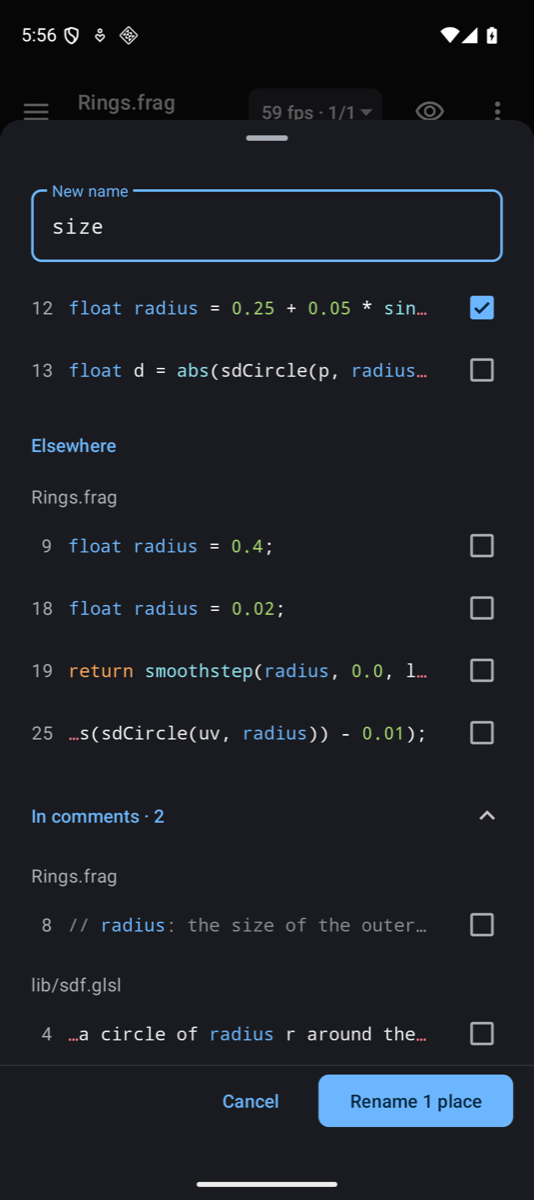 5:56
Rings.frag
59 fps · 1/1
New name
size
12 float radius = 0.25 + 0.05 * sin…
13 float d = abs(sdCircle(p, radius…
Elsewhere
Rings.frag
9 float radius = 0.4;
18 float radius = 0.02;
19 return smoothstep(radius, 0.0, l…
25 …s(sdCircle(uv, radius)) - 0.01);
In comments · 2
Rings.frag
8 // radius: the size of the outer…
lib/sdf.glsl
4 …a circle of radius r around the…
Cancel
Rename 1 place